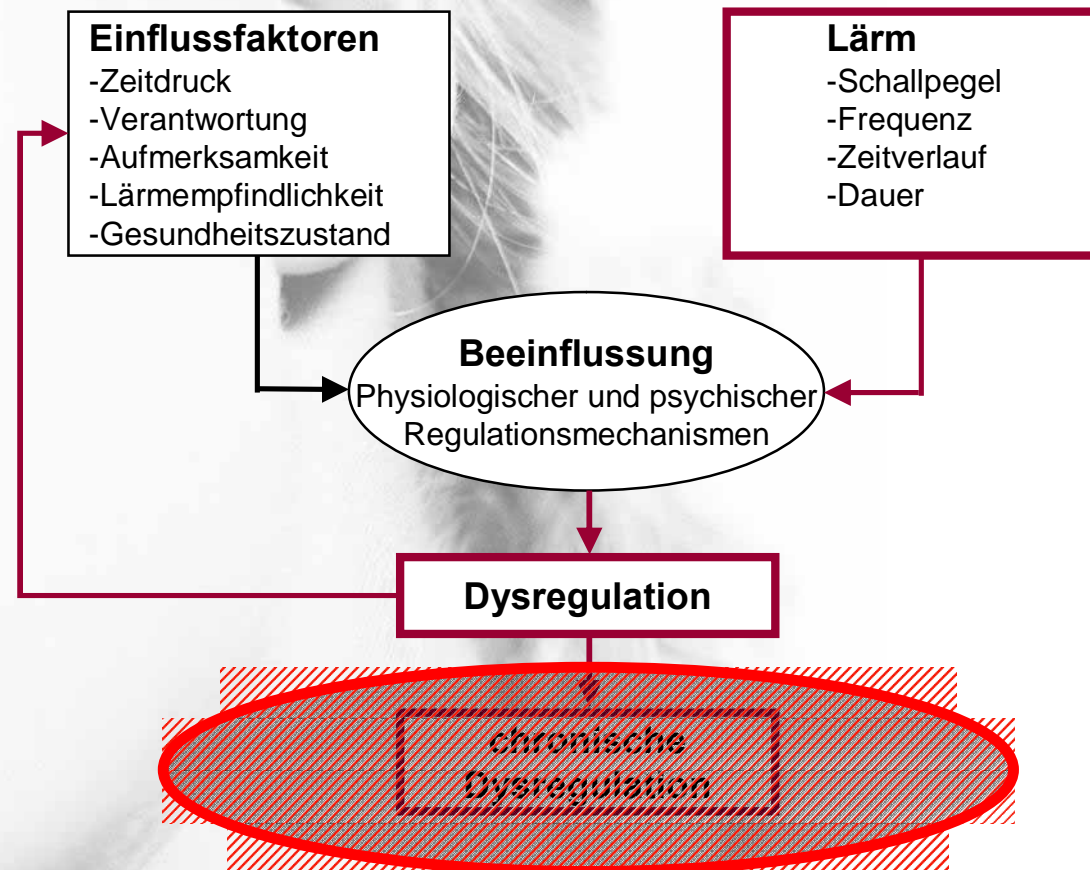 Einflussfaktoren
-Zeitdruck
-Verantwortung
-Aufmerksamkeit
-Lärmempfindlichkeit
-Gesundheitszustand
Lärm
-Schallpegel
-Frequenz
-Zeitverlauf
-Dauer
Beeinflussung
Physiologischer und psychischer
Regulationsmechanismen
Dysregulation
chronische
Dysregulation